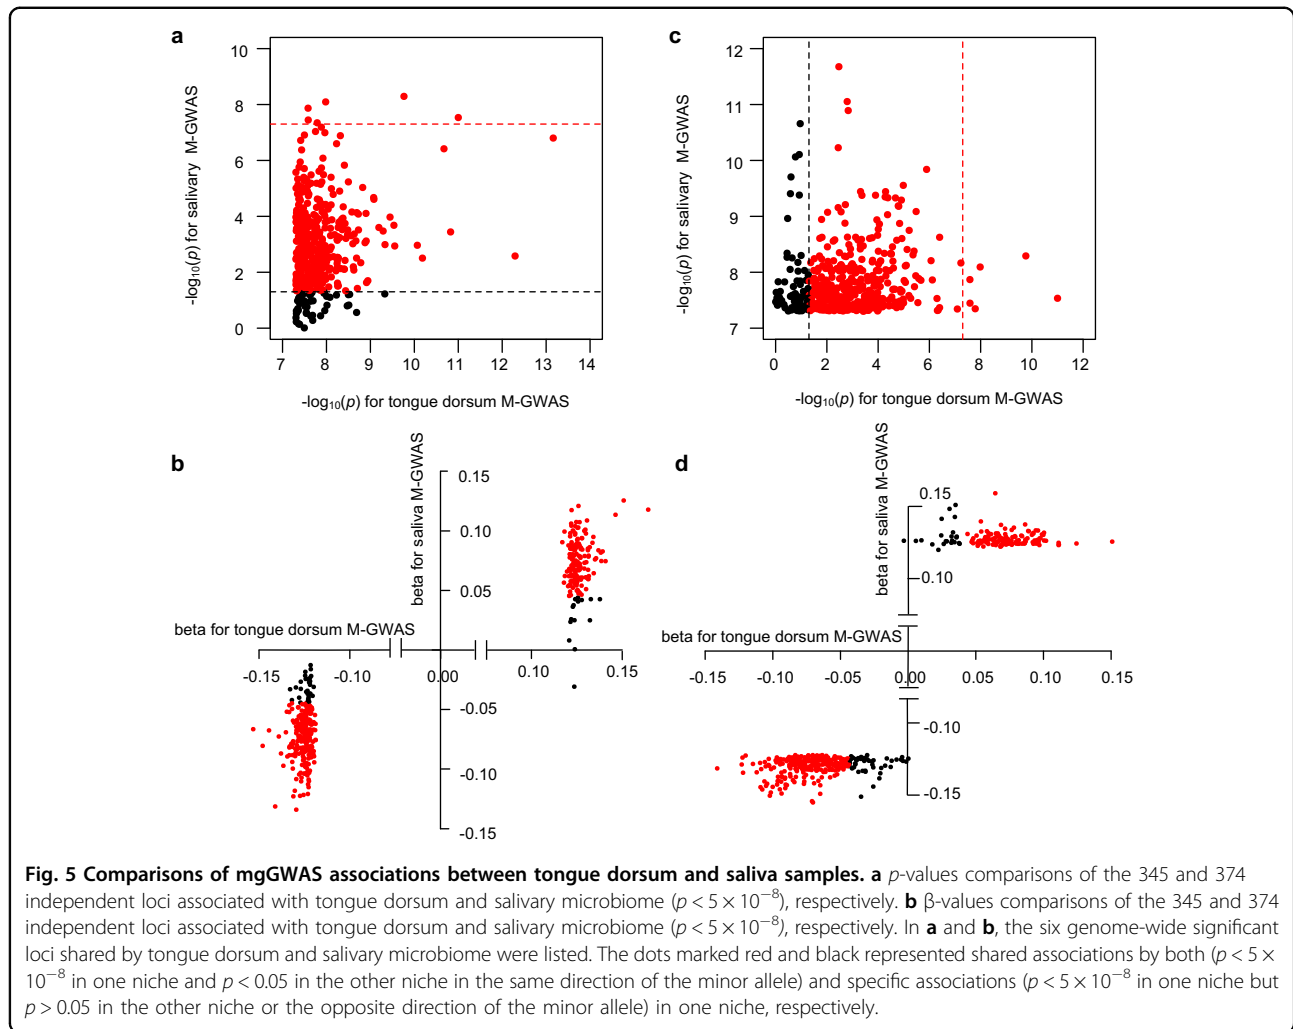 a
10
8
6
4
2
0
-log10(p) for salivary M-GWAS
7 8 9 10 11 12 13 14
-log10(p) for tongue dorsum M-GWAS
c
12
11
10
9
8
7
-log10(p) for salivary M-GWAS
0 2 4 6 8 10 12
-log10(p) for tongue dorsum M-GWAS
b
beta for saliva M-GWAS
0.15
0.10
0.05
beta for tongue dorsum M-GWAS
-0.15 -0.10 0.00 0.10 0.15
-0.05
-0.10
-0.15
d
beta for saliva M-GWAS
0.15
0.10
beta for tongue dorsum M-GWAS
-0.15 -0.10 -0.05 0.00 0.05 0.10 0.15
-0.10
-0.15
Fig. 5 Comparisons of mgGWAS associations between tongue dorsum and saliva samples. a p-values comparisons of the 345 and 374
independent loci associated with tongue dorsum and salivary microbiome (p < 5 × 10−8), respectively. b β-values comparisons of the 345 and 374
independent loci associated with tongue dorsum and salivary microbiome (p < 5 × 10−8), respectively. In a and b, the six genome-wide significant
loci shared by tongue dorsum and salivary microbiome were listed. The dots marked red and black represented shared associations by both (p < 5 ×
10−8 in one niche and p < 0.05 in the other niche in the same direction of the minor allele) and specific associations (p < 5 × 10−8 in one niche but
p > 0.05 in the other niche or the opposite direction of the minor allele) in one niche, respectively.